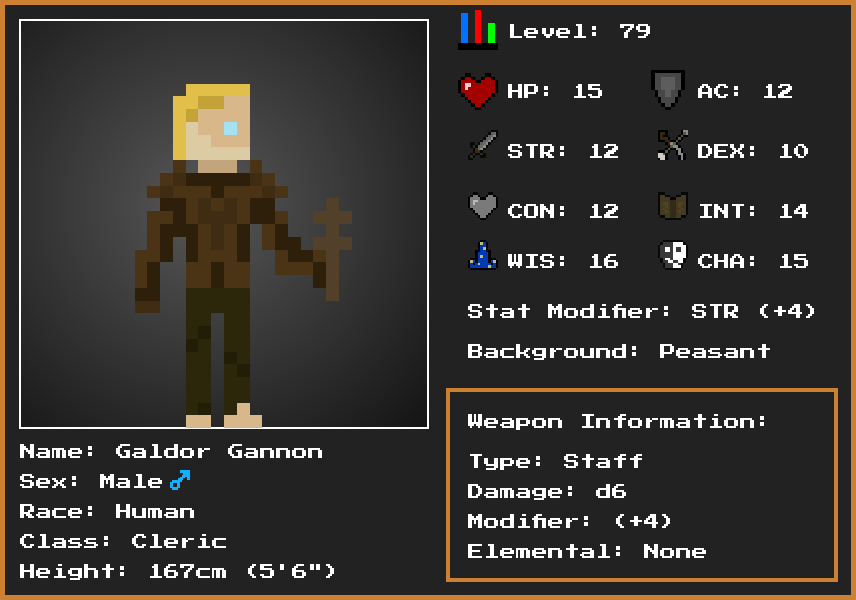 Level: 79
HP: 15 AC: 12
STR: 12 DEX: 10
CON: 12 INT: 14
WIS: 16 CHA: 15
Stat Modifier: STR (+4)
Background: Peasant
Weapon Information:
Type: Staff
Damage: d6
Modifier: (+4)
Elemental: None
Name: Galdor Gannon
Sex: Male♂
Race: Human
Class: Cleric
Height: 167cm (5'6")